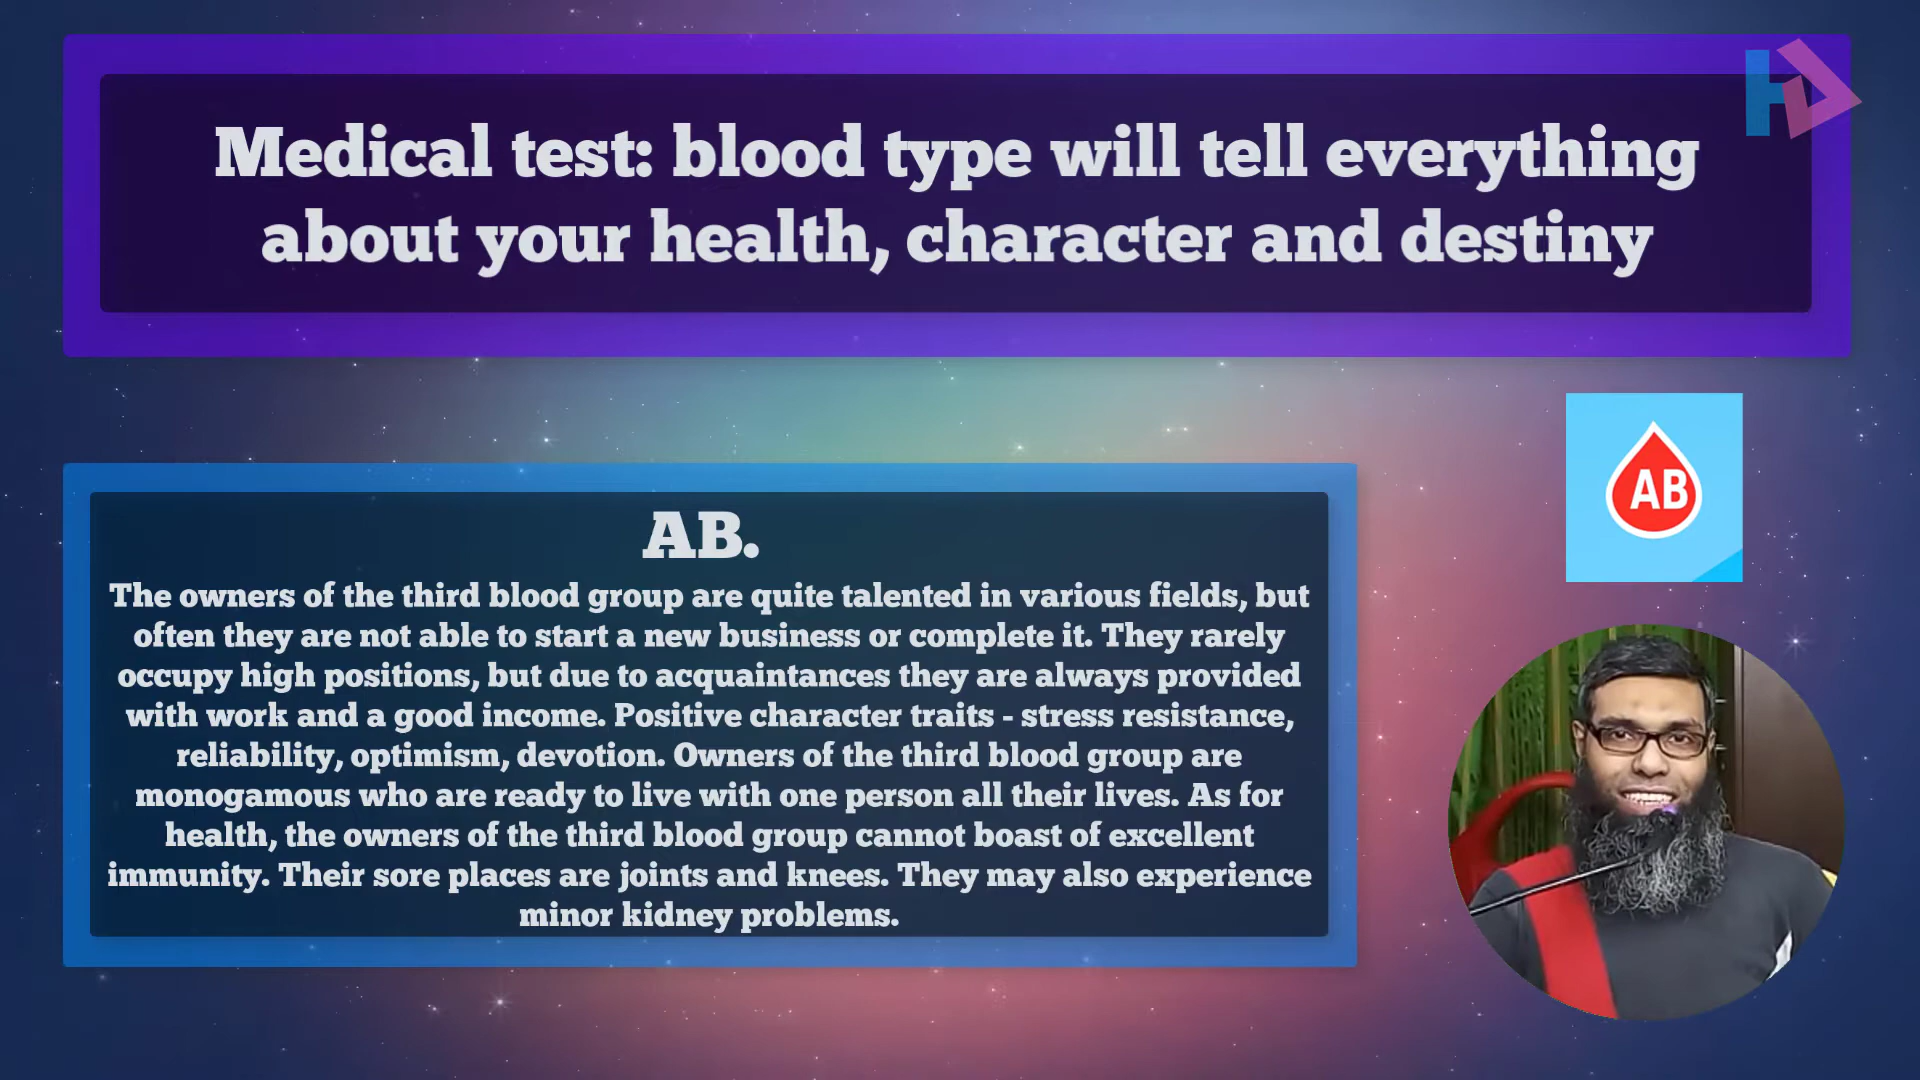 Medical test: blood type will tell everything
about your health, character and destiny
AB
AB.
The owners of the third blood group are quite talented in various fields, but
often they are not able to start a new business or complete it. They rarely
occupy high positions, but due to acquaintances they are always provided
with work and a good income. Positive character traits - stress resistance,
reliability, optimism, devotion. Owners of the third blood group are
monogamous who are ready to live with one person all their lives. As for
health, the owners of the third blood group cannot boast of excellent
immunity. Their sore places are joints and knees. They may also experience
minor kidney problems.